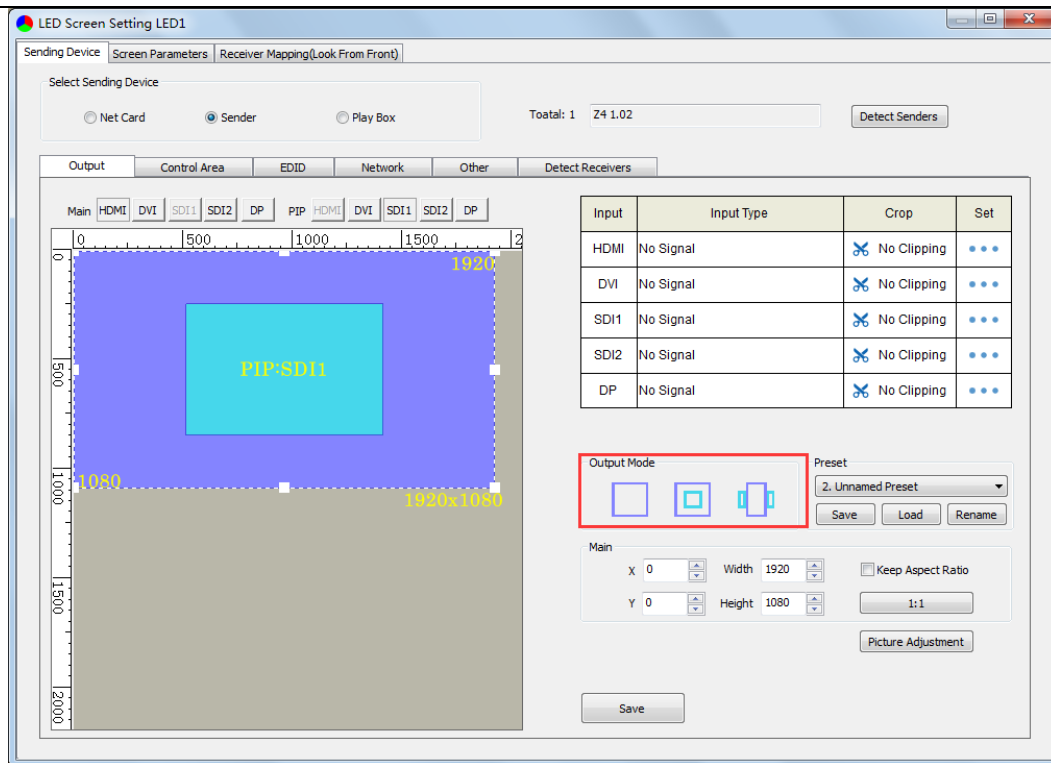 LED Screen Setting LED1
Sending Device Screen Parameters Receiver Mapping(Look From Front)
Select Sending Device
Net Card Sender Play Box
Toatal: 1 Z4 1.02 Detect Senders
Output Control Area EDID Network Other Detect Receivers
Main HDMI DVI SDI1 SDI2 DP PIP HDMI DVI SDI1 SDI2 DP
0 500 1000 1500 2
0
500
1000
1500
2000
1920
PIP:SDI1
1080
1920x1080
Input Input Type Crop Set
HDMI No Signal No Clipping
DVI No Signal No Clipping
SDI1 No Signal No Clipping
SDI2 No Signal No Clipping
DP No Signal No Clipping
Output Mode
Preset
2. Unnamed Preset
Save Load Rename
Main
X 0 Width 1920 Keep Aspect Ratio
Y 0 Height 1080 1:1
Picture Adjustment
Save